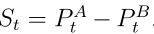 $S_t = P_t^A - P_t^B.$